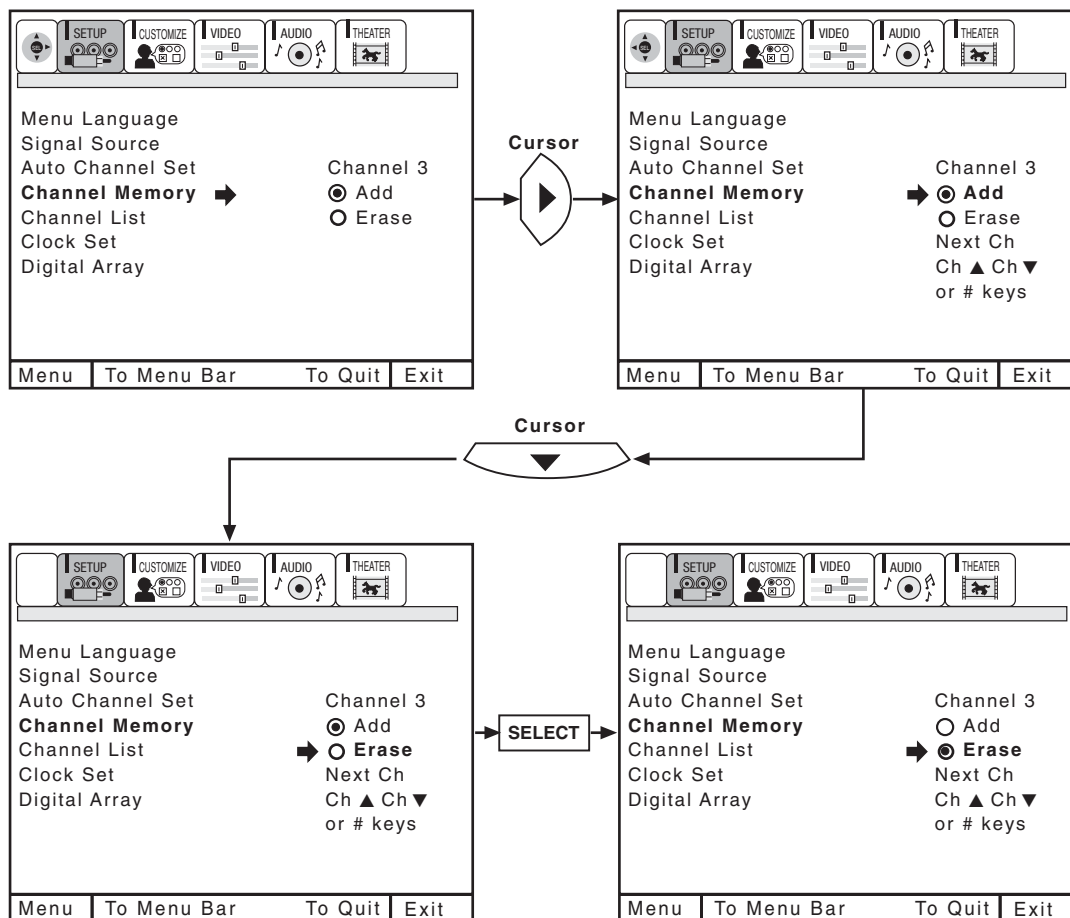 SEL SETUP CUSTOMIZE VIDEO AUDIO THEATER
Menu Language
Signal Source
Auto Channel Set Channel 3
Channel Memory Add
Channel List Erase
Clock Set
Digital Array
Menu To Menu Bar To Quit Exit
Cursor
SEL SETUP CUSTOMIZE VIDEO AUDIO THEATER
Menu Language
Signal Source
Auto Channel Set Channel 3
Channel Memory Add
Channel List Erase
Clock Set Next Ch
Digital Array Ch ▲ Ch ▼
or # keys
Menu To Menu Bar To Quit Exit
Cursor
SETUP CUSTOMIZE VIDEO AUDIO THEATER
Menu Language
Signal Source
Auto Channel Set Channel 3
Channel Memory Add
Channel List Erase
Clock Set Next Ch
Digital Array Ch ▲ Ch ▼
or # keys
Menu To Menu Bar To Quit Exit
SELECT
SETUP CUSTOMIZE VIDEO AUDIO THEATER
Menu Language
Signal Source
Auto Channel Set Channel 3
Channel Memory Add
Channel List Erase
Clock Set Next Ch
Digital Array Ch ▲ Ch ▼
or # keys
Menu To Menu Bar To Quit Exit